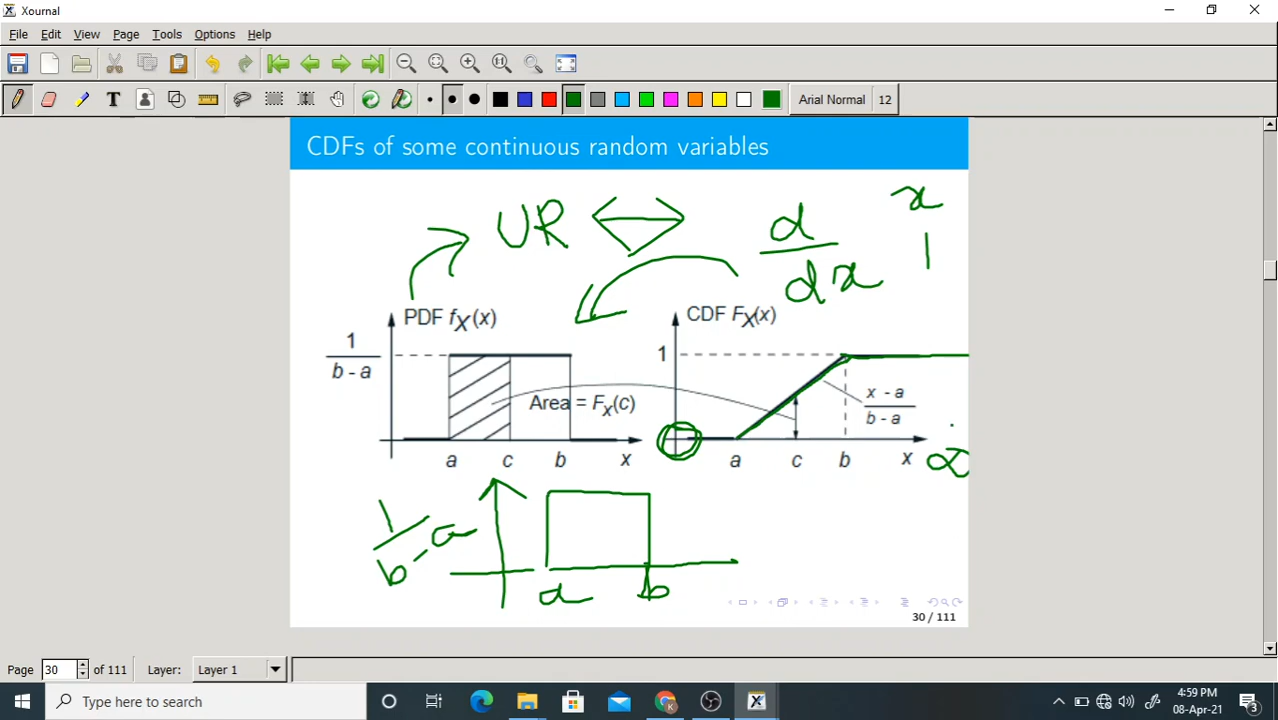 Xournal
File Edit View Page Tools Options Help
Arial Normal 12
CDFs of some continuous random variables
UR
d
dx
x
1
PDF fX(x)
1
b - a
Area = Fx(c)
a c b x
CDF FX(x)
1
x - a
b - a
a c b x
∞
1
b - a
a b
30 / 111
Page 30 of 111 Layer: Layer 1
Type here to search
4:59 PM
08-Apr-21
3